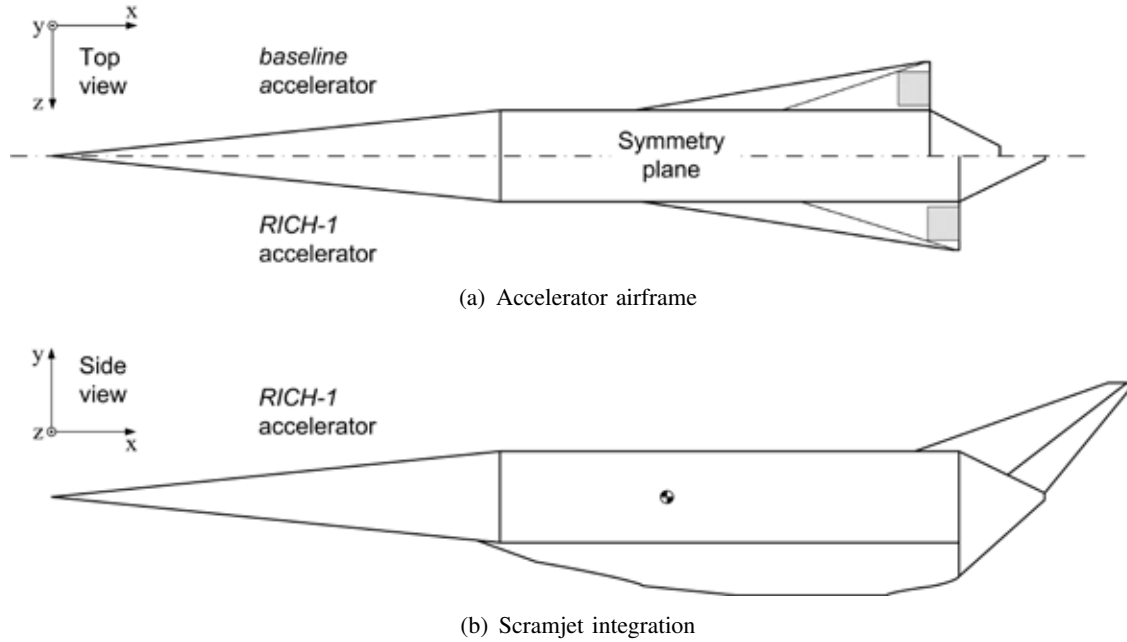 y
x
z
Top
view
baseline
accelerator
Symmetry
plane
RICH-1
accelerator
(a) Accelerator airframe
y
z
x
Side
view
RICH-1
accelerator
(b) Scramjet integration